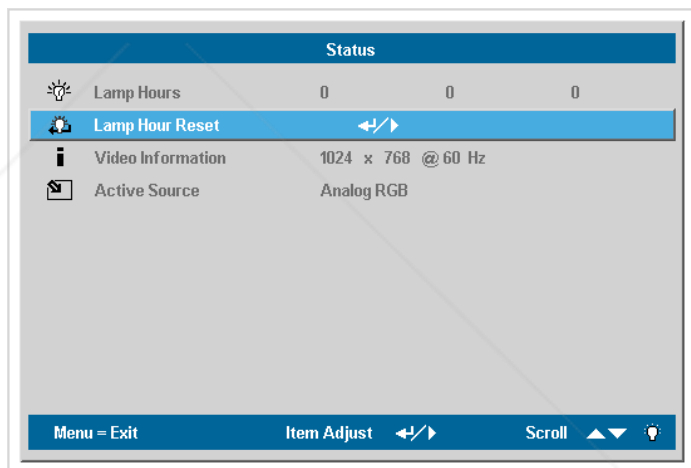 Status
Lamp Hours 0 0 0
Lamp Hour Reset
Video Information 1024 x 768 @ 60 Hz
Active Source Analog RGB
Menu = Exit Item Adjust Scroll